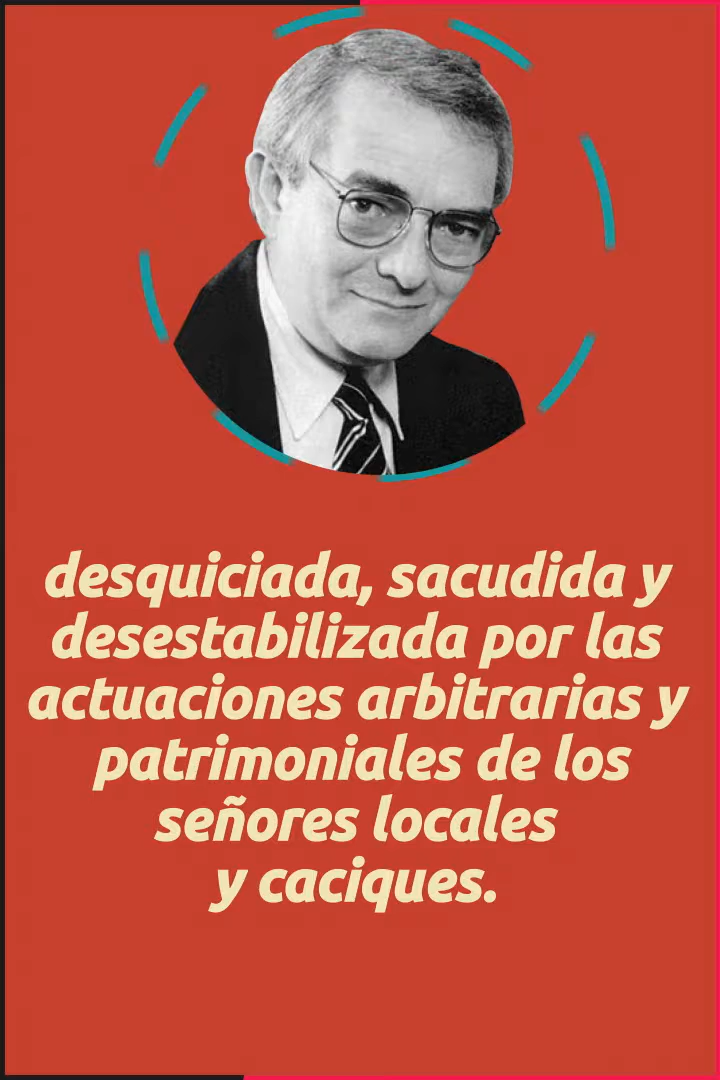 desquiciada, sacudida y
desestabilizada por las
actuaciones arbitrarias y
patrimoniales de los
señores locales
y caciques.